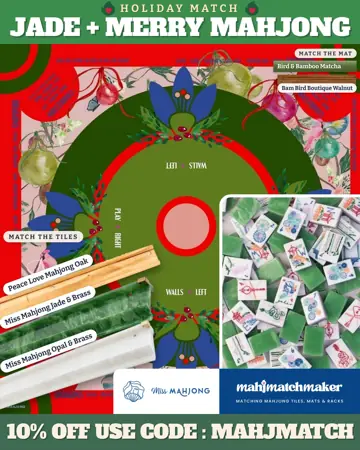 HOLIDAY MATCH
JADE + MERRY MAHJONG
MATCH THE MAT
Bird & Bamboo Matcha
Bam Bird Boutique Walnut
WALLS LEFT
PLAY RIGHT
MATCH THE TILES
Peace Love Mahjong Oak
Miss Mahjong Jade & Brass
Miss Mahjong Opal & Brass
WALLS LEFT
Miss MAHJONG
mahjmatchmaker
MATCHING MAHJONG TILES, MATS & RACKS
10% OFF USE CODE : MAHJMATCH